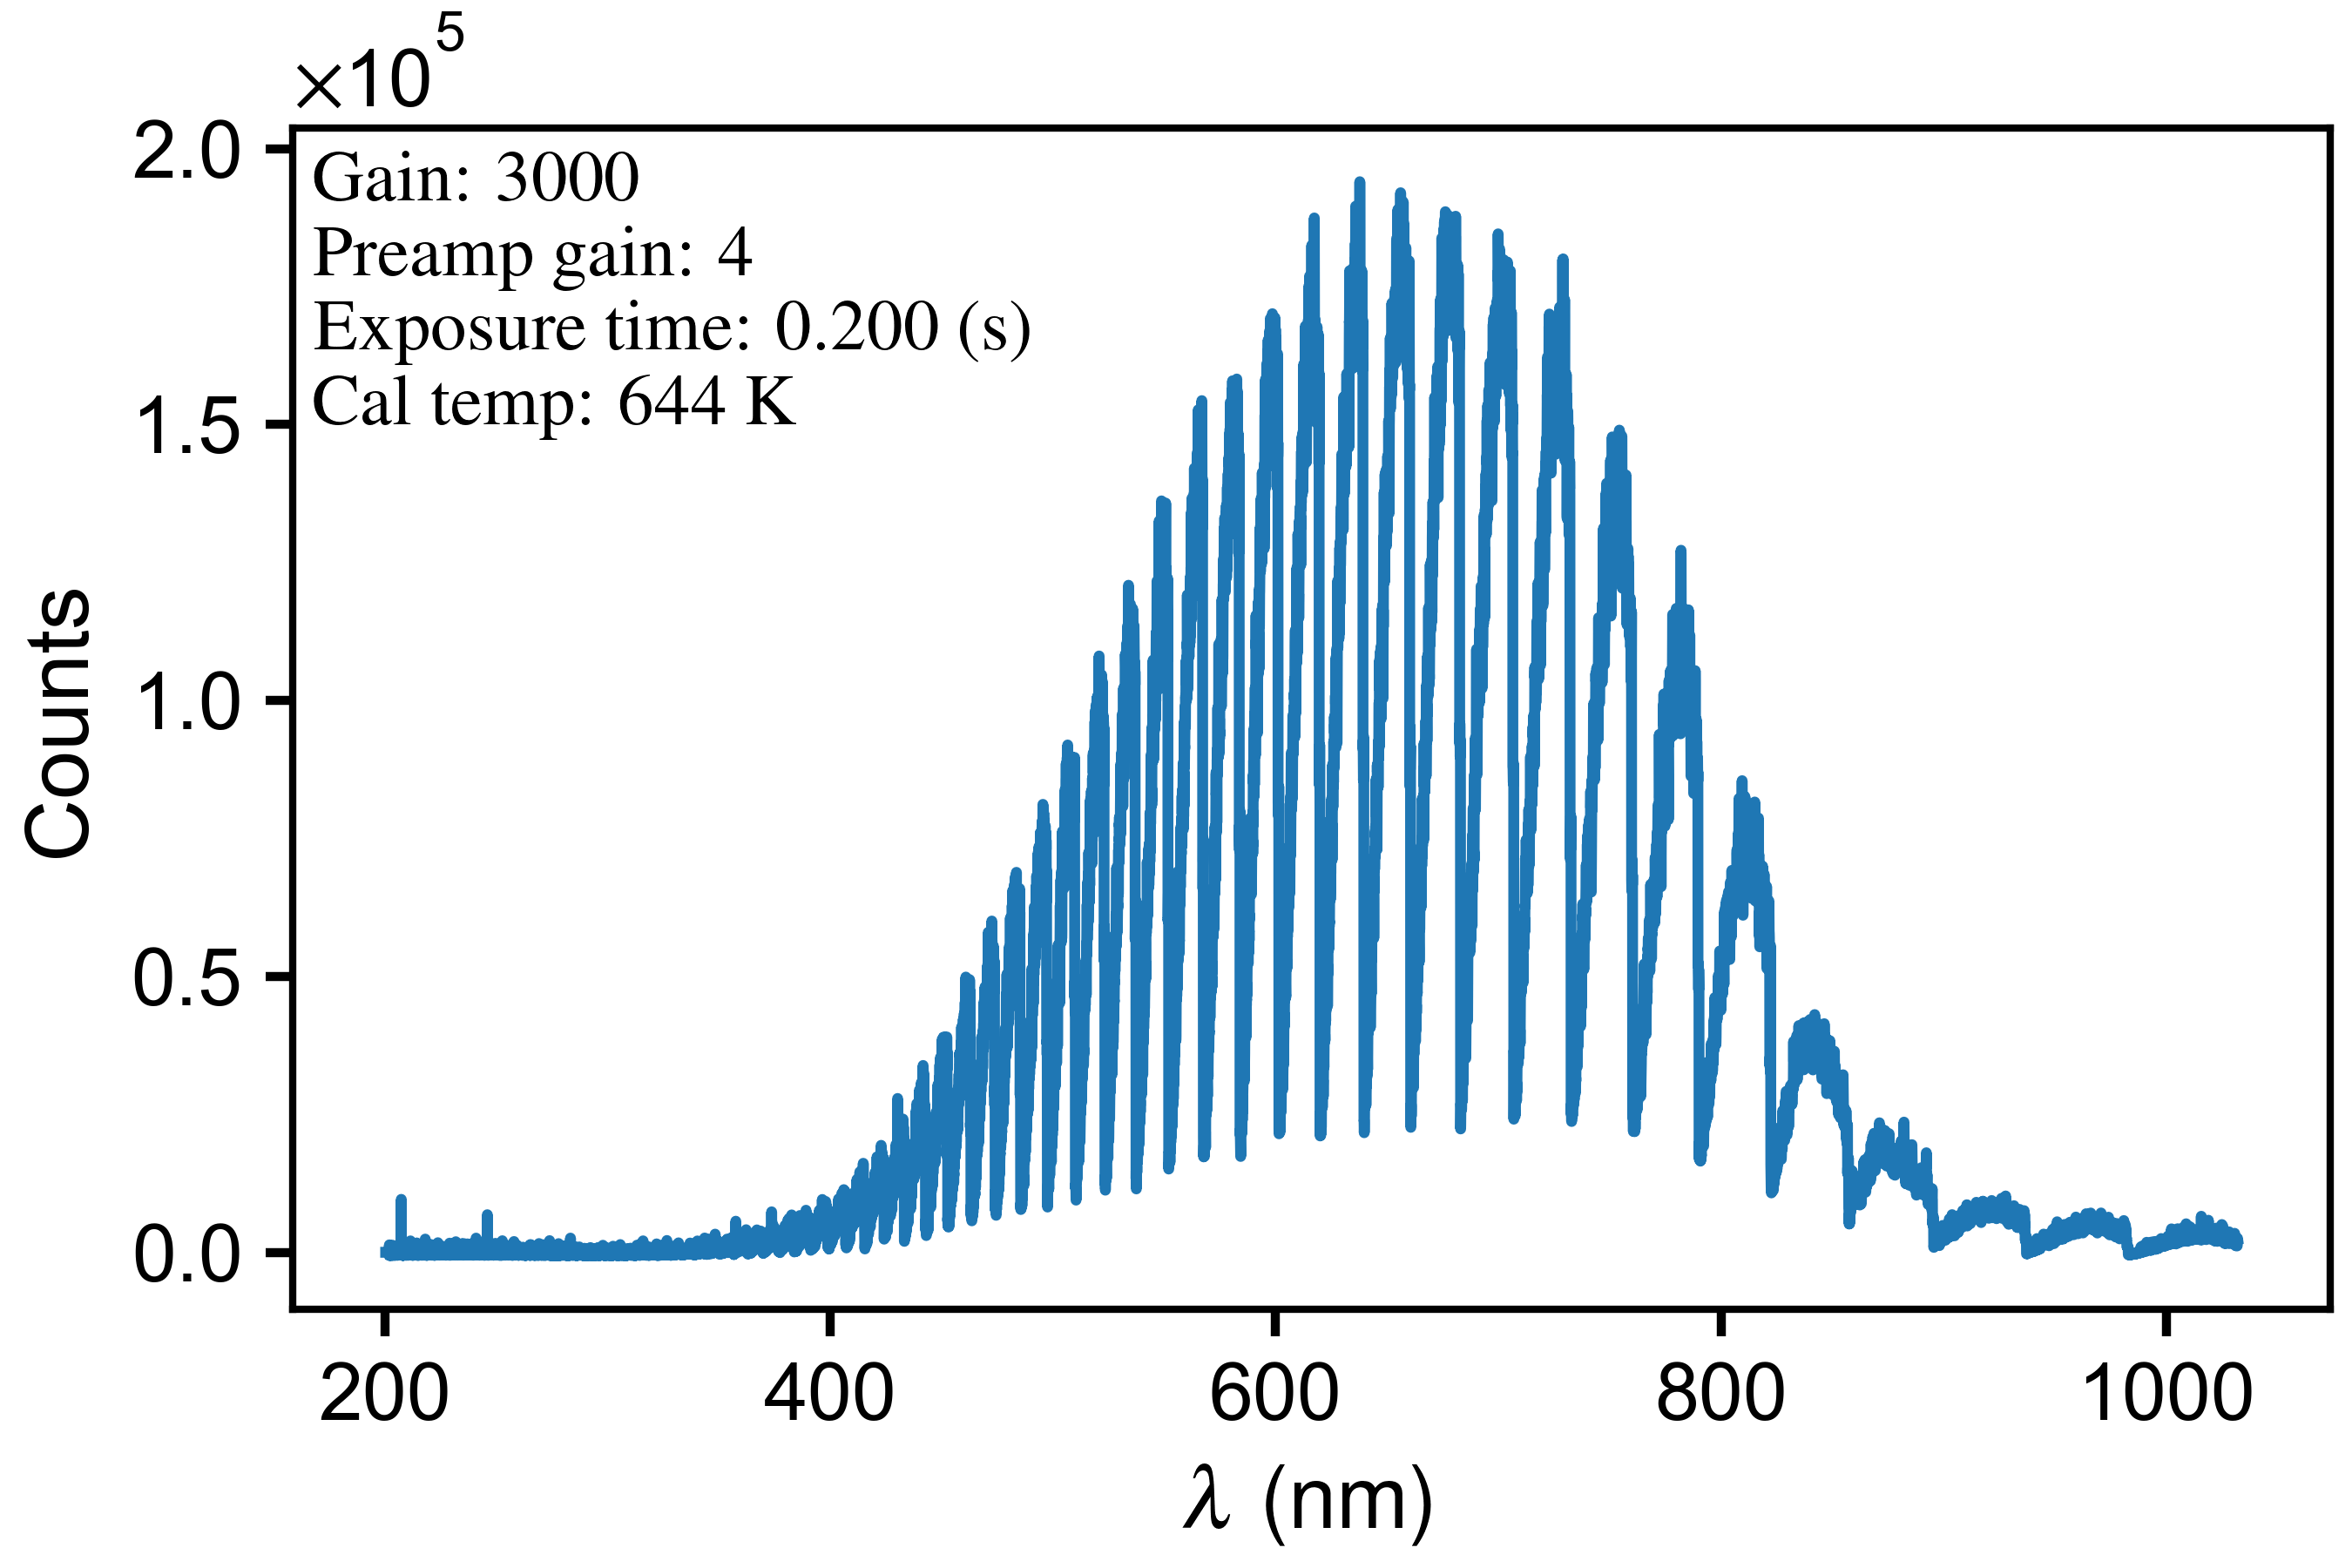 ×10⁵
2.0
1.5
1.0
0.5
0.0
Counts
Gain: 3000
Preamp gain: 4
Exposure time: 0.200 (s)
Cal temp: 644 K
200 400 600 800 1000
λ (nm)